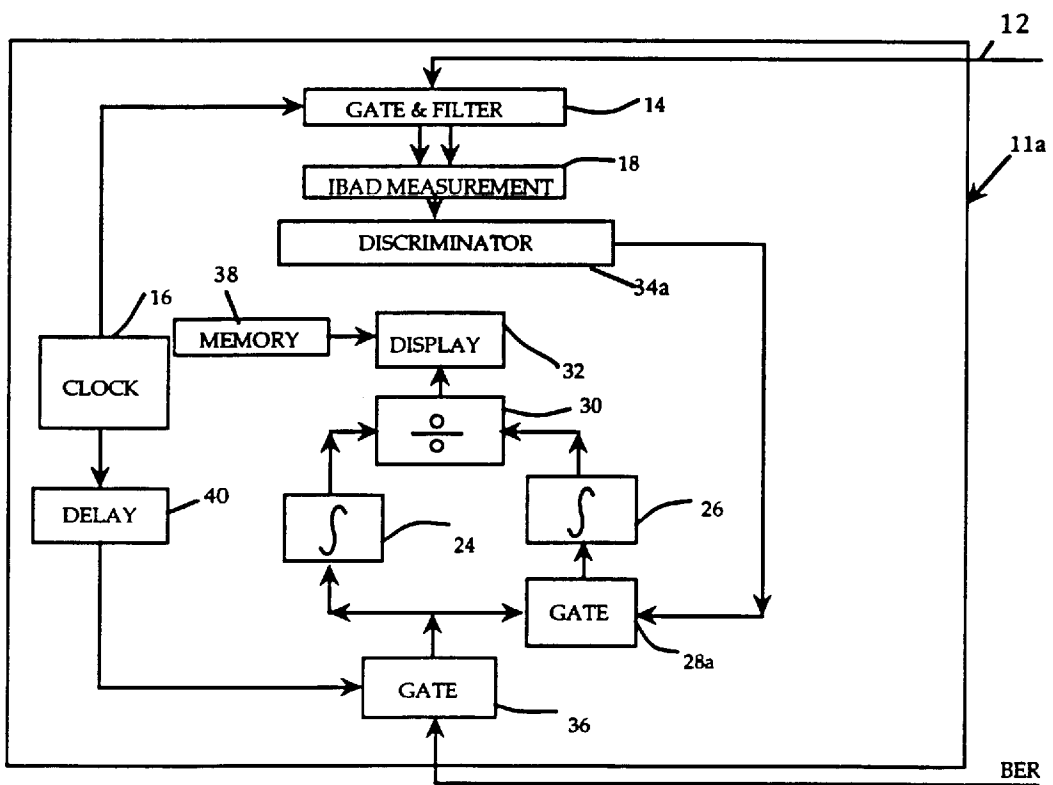 12
GATE & FILTER
14
11a
18
IBAD MEASUREMENT
DISCRIMINATOR
34a
16
38
MEMORY
DISPLAY
32
CLOCK
30
÷
40
DELAY
∫
24
∫
26
GATE
28a
GATE
36
BER